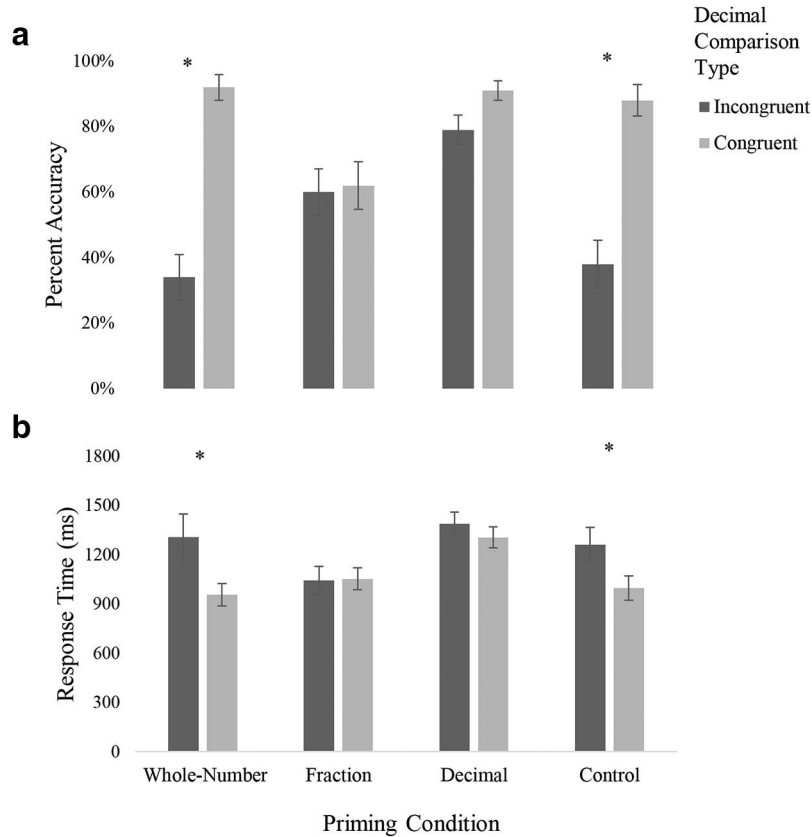 a
Decimal
Comparison
Type
Incongruent
Congruent
Percent Accuracy
100%
80%
60%
40%
20%
0%
*
*
b
Response Time (ms)
1800
1500
1200
900
600
300
0
*
*
Whole-Number Fraction Decimal Control
Priming Condition